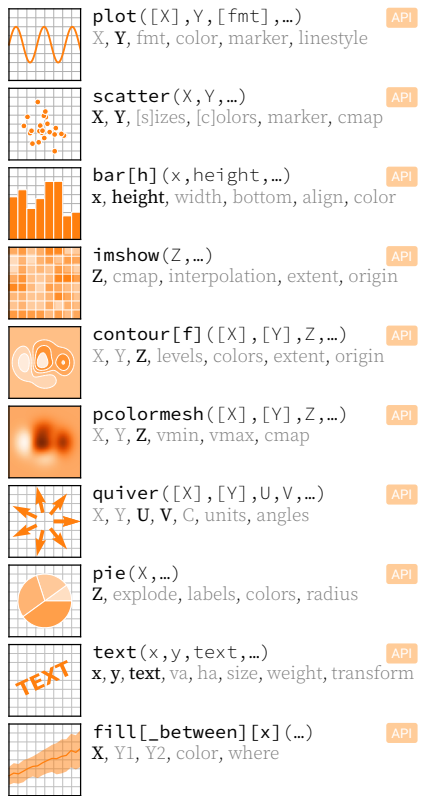 plot([X],Y,[fmt],…) API
X, Y, fmt, color, marker, linestyle
scatter(X,Y,…) API
X, Y, [s]izes, [c]olors, marker, cmap
bar[h](x,height,…) API
x, height, width, bottom, align, color
imshow(Z,…) API
Z, cmap, interpolation, extent, origin
contour[f]([X],[Y],Z,…) API
X, Y, Z, levels, colors, extent, origin
pcolormesh([X],[Y],Z,…) API
X, Y, Z, vmin, vmax, cmap
quiver([X],[Y],U,V,…) API
X, Y, U, V, C, units, angles
pie(X,…) API
Z, explode, labels, colors, radius
TEXT
text(x,y,text,…) API
x, y, text, va, ha, size, weight, transform
fill[_between][x](…) API
X, Y1, Y2, color, where